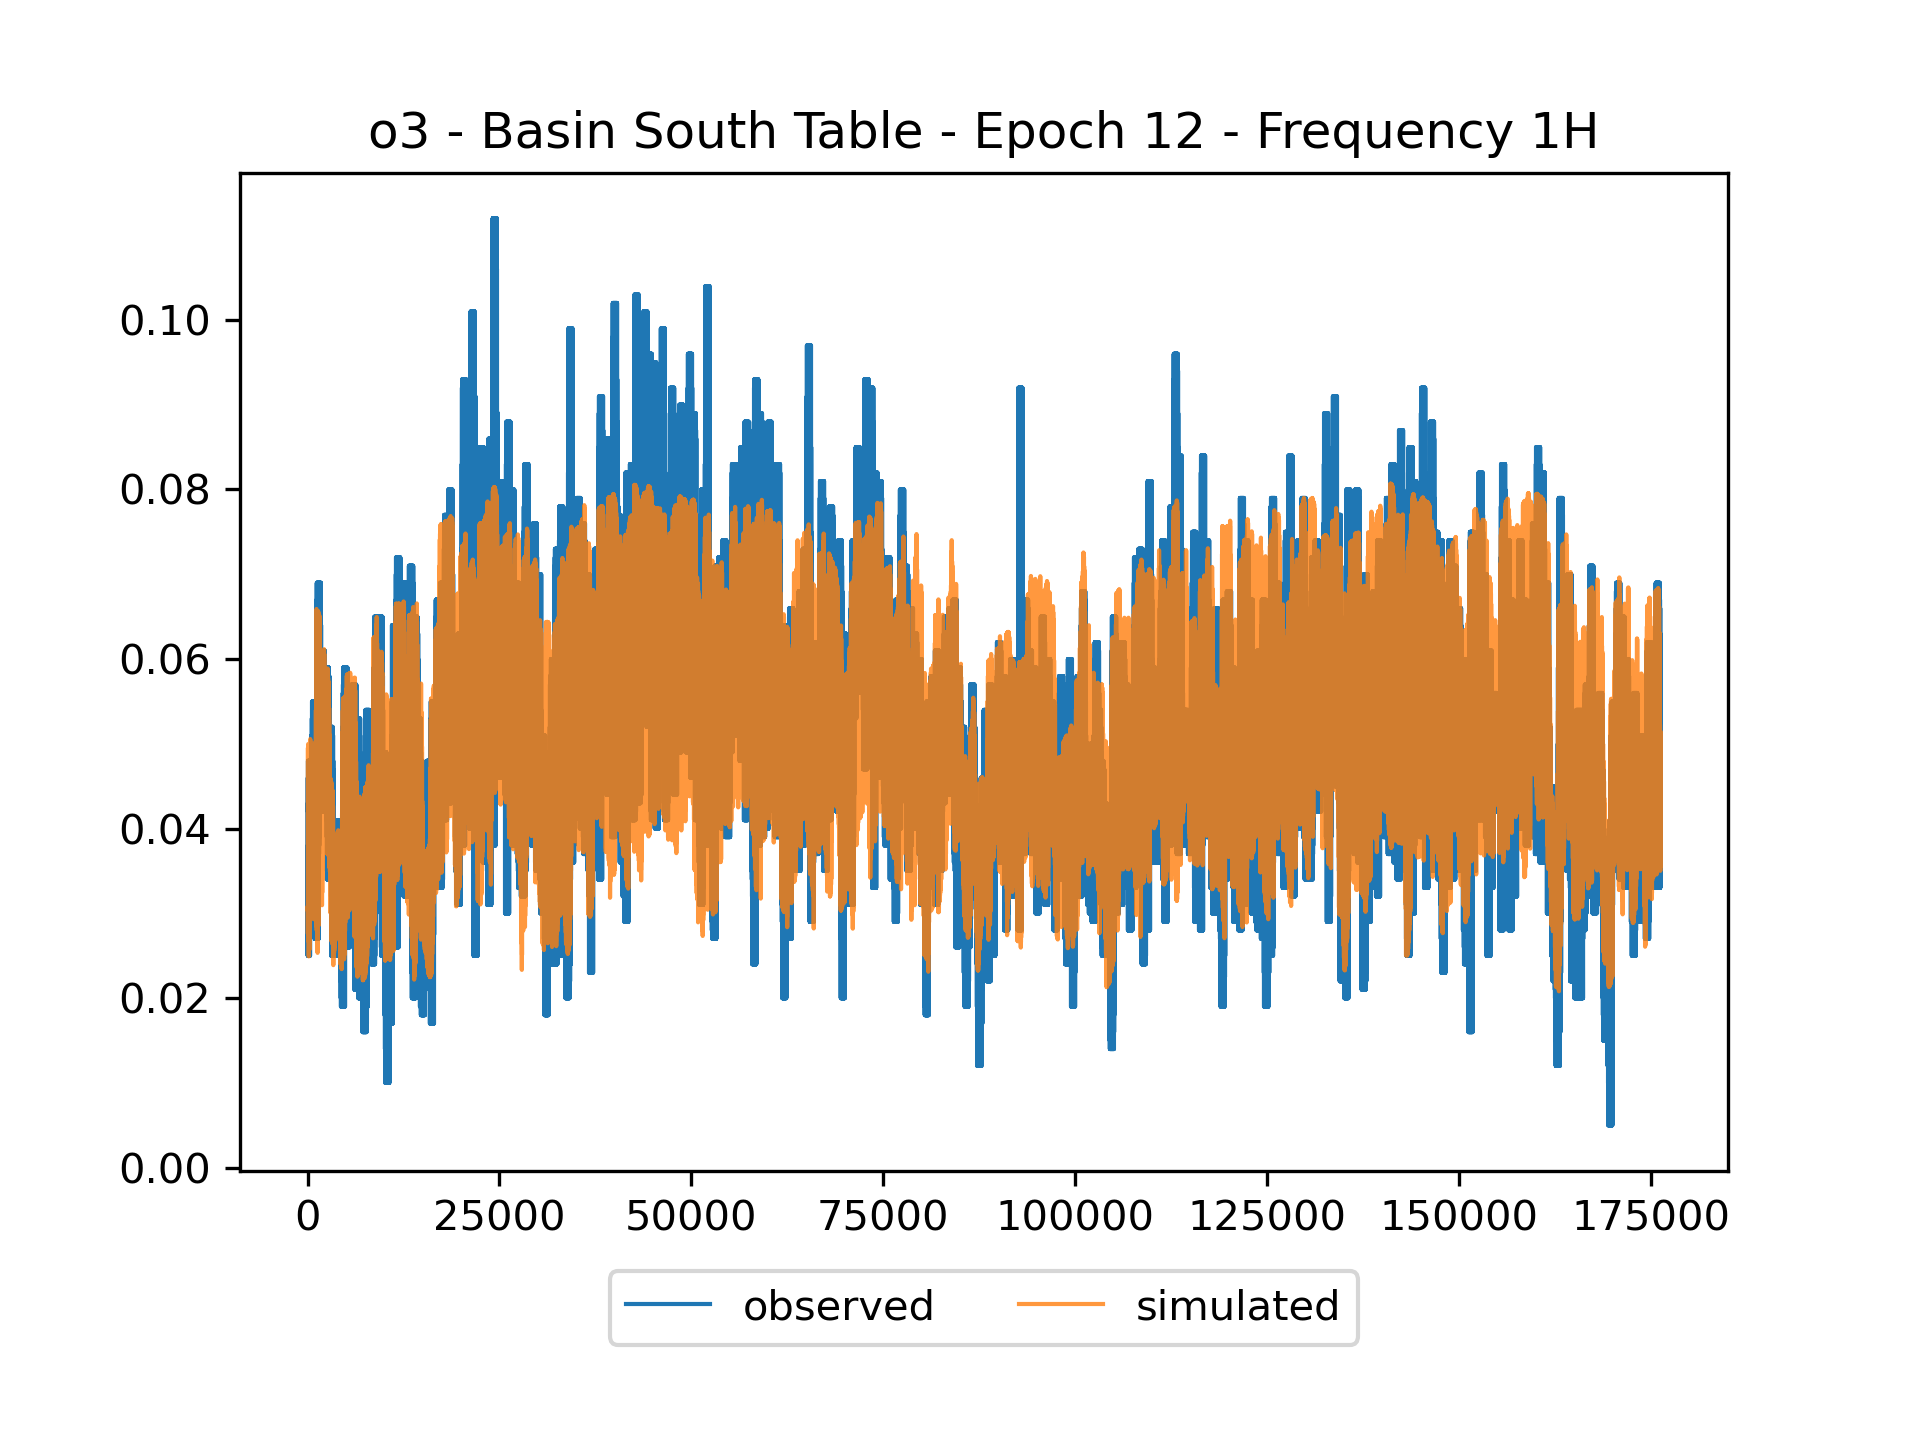 o3 - Basin South Table - Epoch 12 - Frequency 1H
0.10
0.08
0.06
0.04
0.02
0.00
0 25000 50000 75000 100000 125000 150000 175000
observed simulated